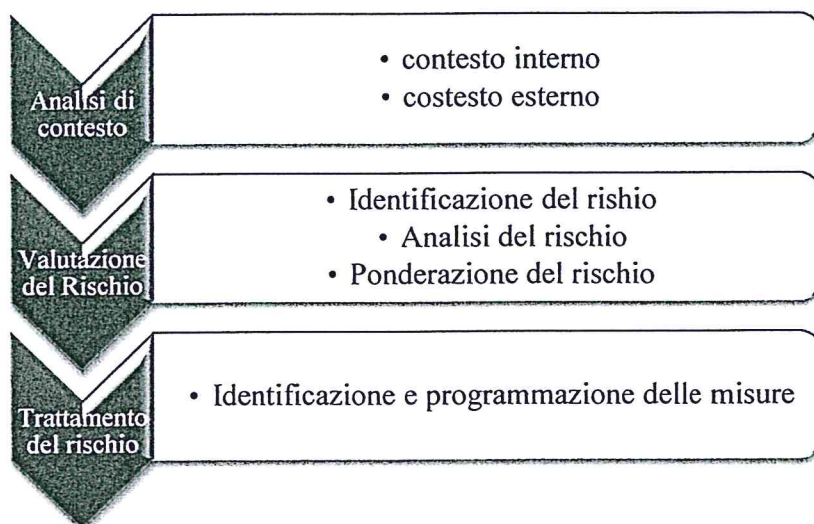 Analisi di
contesto
• contesto interno
• costesto esterno
Valutazione
del Rischio
• Identificazione del rishio
• Analisi del rischio
• Ponderazione del rischio
Trattamento
del rischio
• Identificazione e programmazione delle misure